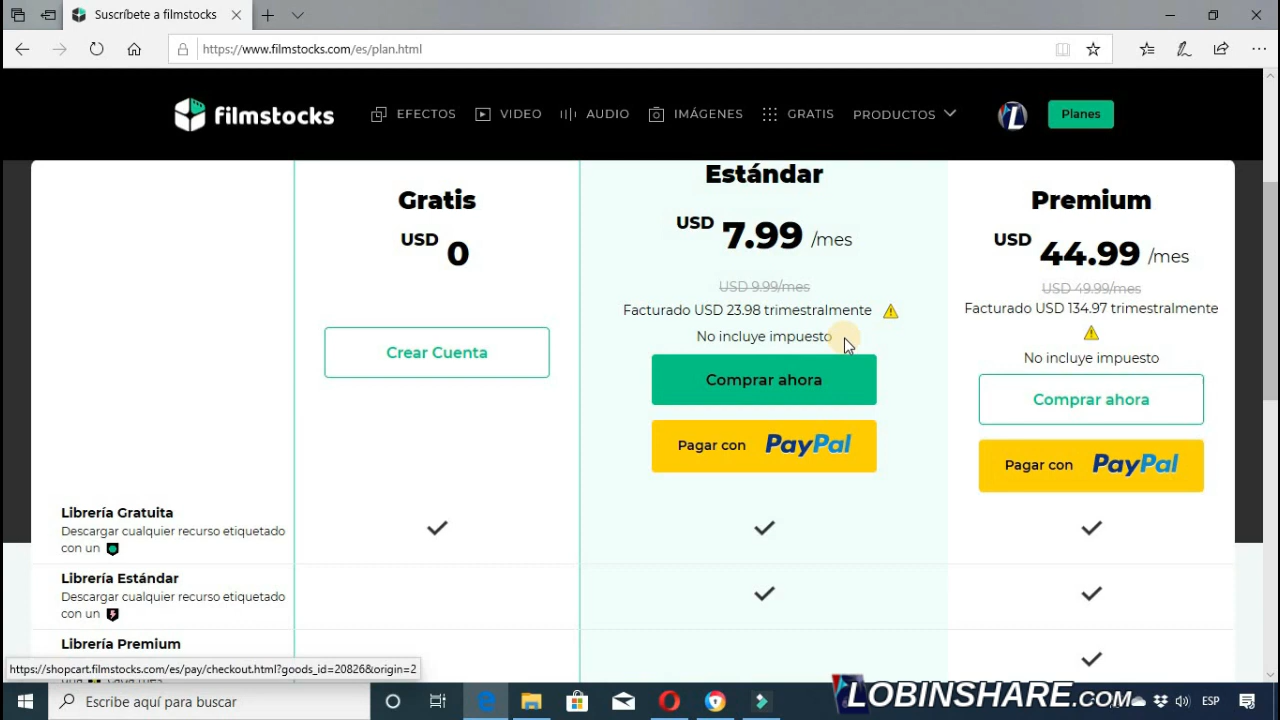 Suscríbete a filmstocks
https://www.filmstocks.com/es/plan.html
filmstocks
EFECTOS
VIDEO
AUDIO
IMÁGENES
GRATIS
PRODUCTOS
Planes
Gratis
USD 0
Crear Cuenta
Estándar
USD 7.99 /mes
USD 9.99/mes
Facturado USD 23.98 trimestralmente
No incluye impuesto
Comprar ahora
Pagar con PayPal
Premium
USD 44.99 /mes
USD 49.99/mes
Facturado USD 134.97 trimestralmente
No incluye impuesto
Comprar ahora
Pagar con PayPal
Librería Gratuita
Descargar cualquier recurso etiquetado
con un
Librería Estándar
Descargar cualquier recurso etiquetado
con un
Librería Premium
https://shopcart.filmstocks.com/es/pay/checkout.html?goods_id=20826&origin=2
Escribe aquí para buscar
LOBINSHARE.COM
ESP